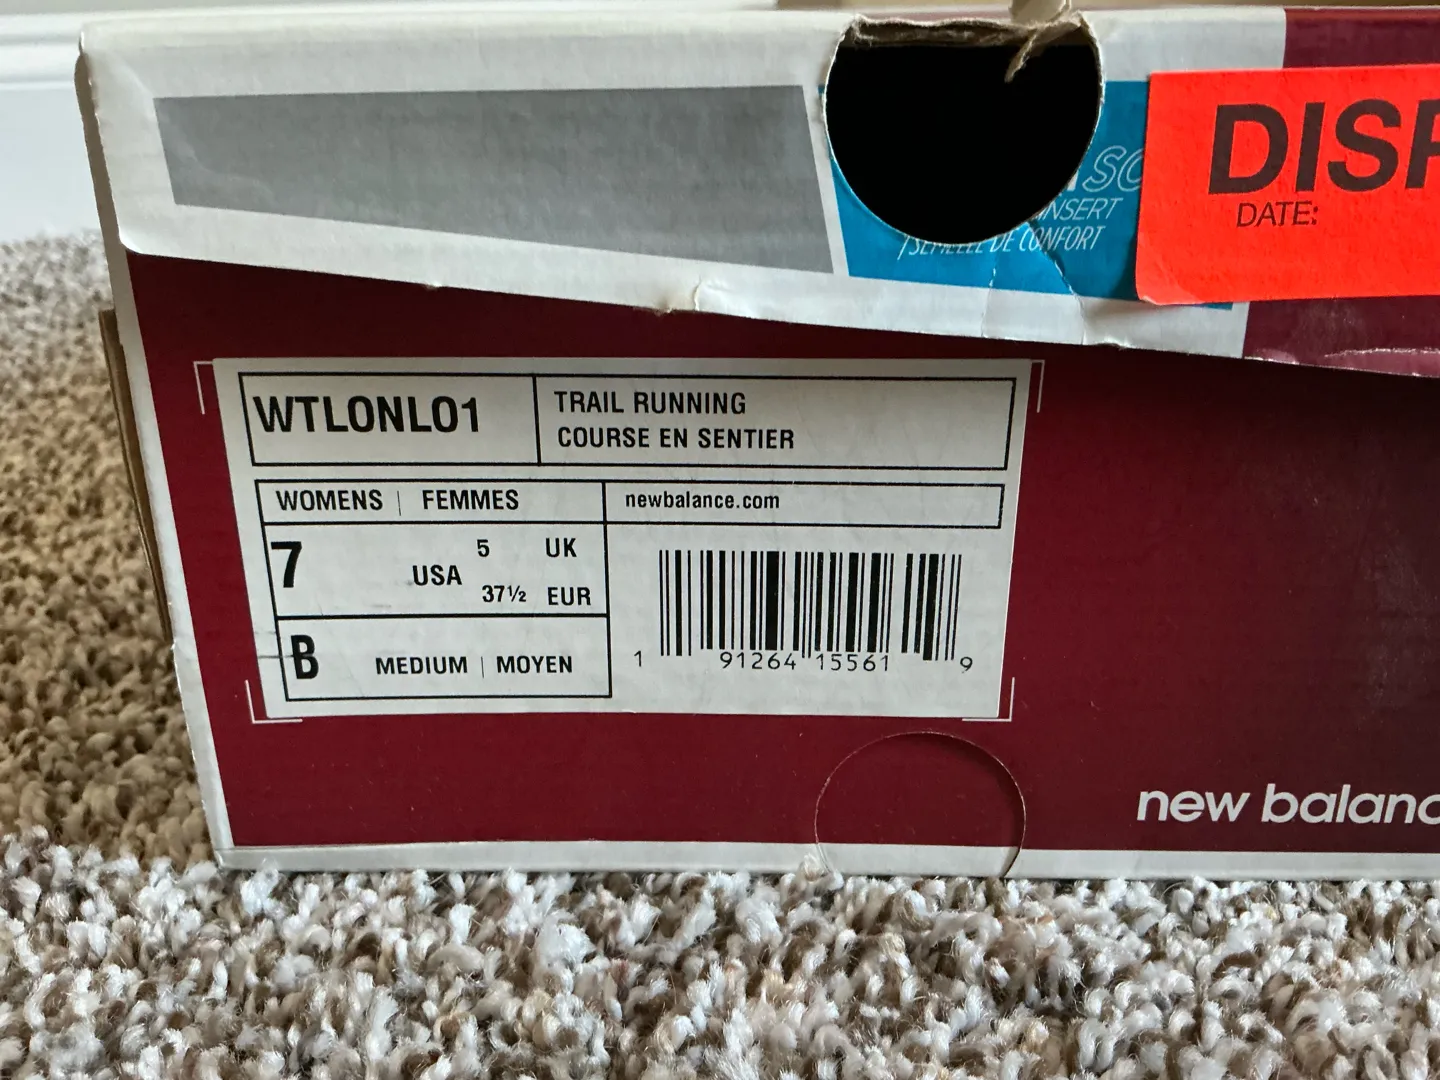 DISP
DATE:
INSERT
SEMELLE DE CONFORT
WTLONLO1
TRAIL RUNNING
COURSE EN SENTIER
WOMENS | FEMMES
newbalance.com
7 USA
5 UK
37½ EUR
B MEDIUM | MOYEN
1 91264 15561 9
new balanc